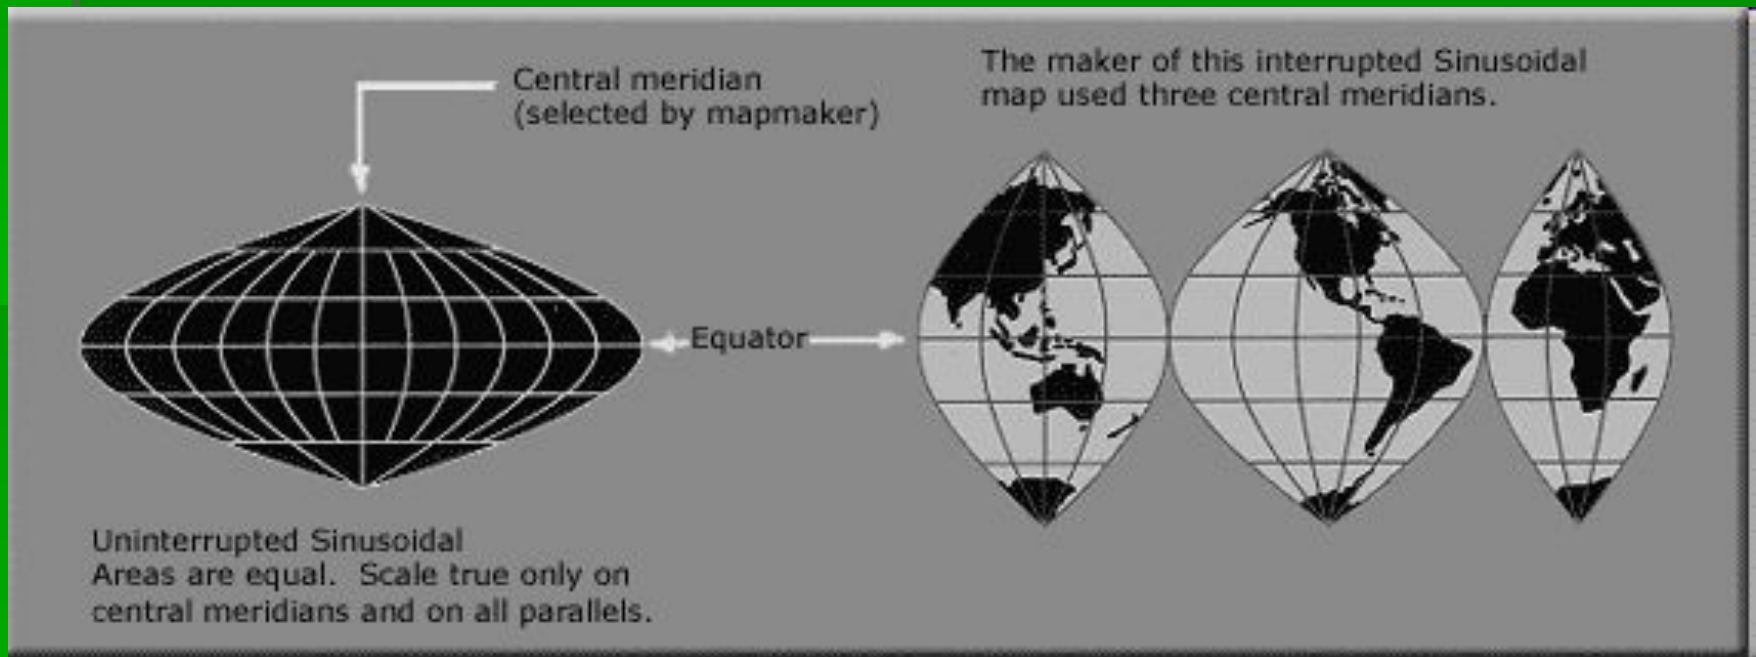 Central meridian
(selected by mapmaker)
The maker of this interrupted Sinusoidal
map used three central meridians.
Equator
Uninterrupted Sinusoidal
Areas are equal.  Scale true only on
central meridians and on all parallels.